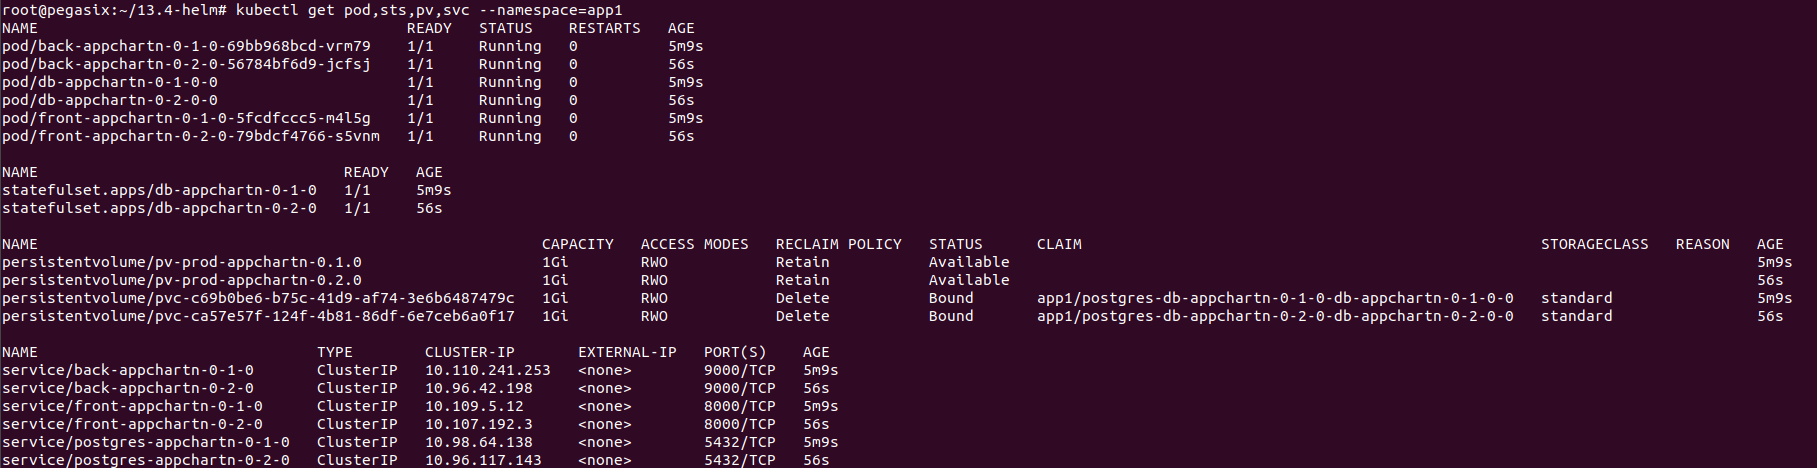 root@pegasix:~/13.4-helm# kubectl get pod,sts,pv,svc --namespace=app1
NAME READY STATUS RESTARTS AGE
pod/back-appchartn-0-1-0-69bb968bcd-vrm79 1/1 Running 0 5m9s
pod/back-appchartn-0-2-0-56784bf6d9-jcfsj 1/1 Running 0 56s
pod/db-appchartn-0-1-0-0 1/1 Running 0 5m9s
pod/db-appchartn-0-2-0-0 1/1 Running 0 56s
pod/front-appchartn-0-1-0-5fcdfccc5-m4l5g 1/1 Running 0 5m9s
pod/front-appchartn-0-2-0-79bdcf4766-s5vnm 1/1 Running 0 56s
NAME READY AGE
statefulset.apps/db-appchartn-0-1-0 1/1 5m9s
statefulset.apps/db-appchartn-0-2-0 1/1 56s
NAME CAPACITY ACCESS MODES RECLAIM POLICY STATUS CLAIM STORAGECLASS REASON AGE
persistentvolume/pv-prod-appchartn-0.1.0 1Gi RWO Retain Available 5m9s
persistentvolume/pv-prod-appchartn-0.2.0 1Gi RWO Retain Available 56s
persistentvolume/pvc-c69b0be6-b75c-41d9-af74-3e6b6487479c 1Gi RWO Delete Bound app1/postgres-db-appchartn-0-1-0-db-appchartn-0-1-0-0 standard 5m9s
persistentvolume/pvc-ca57e57f-124f-4b81-86df-6e7ceb6a0f17 1Gi RWO Delete Bound app1/postgres-db-appchartn-0-2-0-db-appchartn-0-2-0-0 standard 56s
NAME TYPE CLUSTER-IP EXTERNAL-IP PORT(S) AGE
service/back-appchartn-0-1-0 ClusterIP 10.110.241.253 <none> 9000/TCP 5m9s
service/back-appchartn-0-2-0 ClusterIP 10.96.42.198 <none> 9000/TCP 56s
service/front-appchartn-0-1-0 ClusterIP 10.109.5.12 <none> 8000/TCP 5m9s
service/front-appchartn-0-2-0 ClusterIP 10.107.192.3 <none> 8000/TCP 56s
service/postgres-appchartn-0-1-0 ClusterIP 10.98.64.138 <none> 5432/TCP 5m9s
service/postgres-appchartn-0-2-0 ClusterIP 10.96.117.143 <none> 5432/TCP 56s